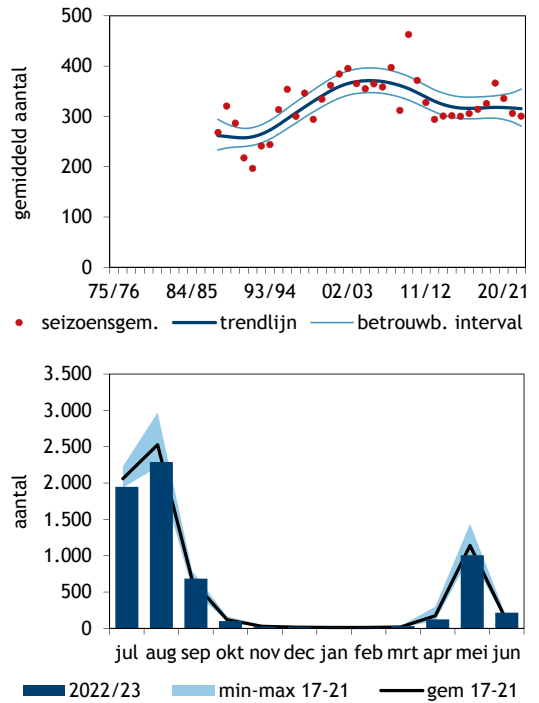 500
400
300
200
100
0
gemiddeld aantal
75/76 84/85 93/94 02/03 11/12 20/21
seizoensgem. trendlijn betrouwb. interval
3.500
3.000
2.500
2.000
1.500
1.000
500
0
aantal
jul aug sep okt nov dec jan feb mrt apr mei jun
2022/23 min-max 17-21 gem 17-21